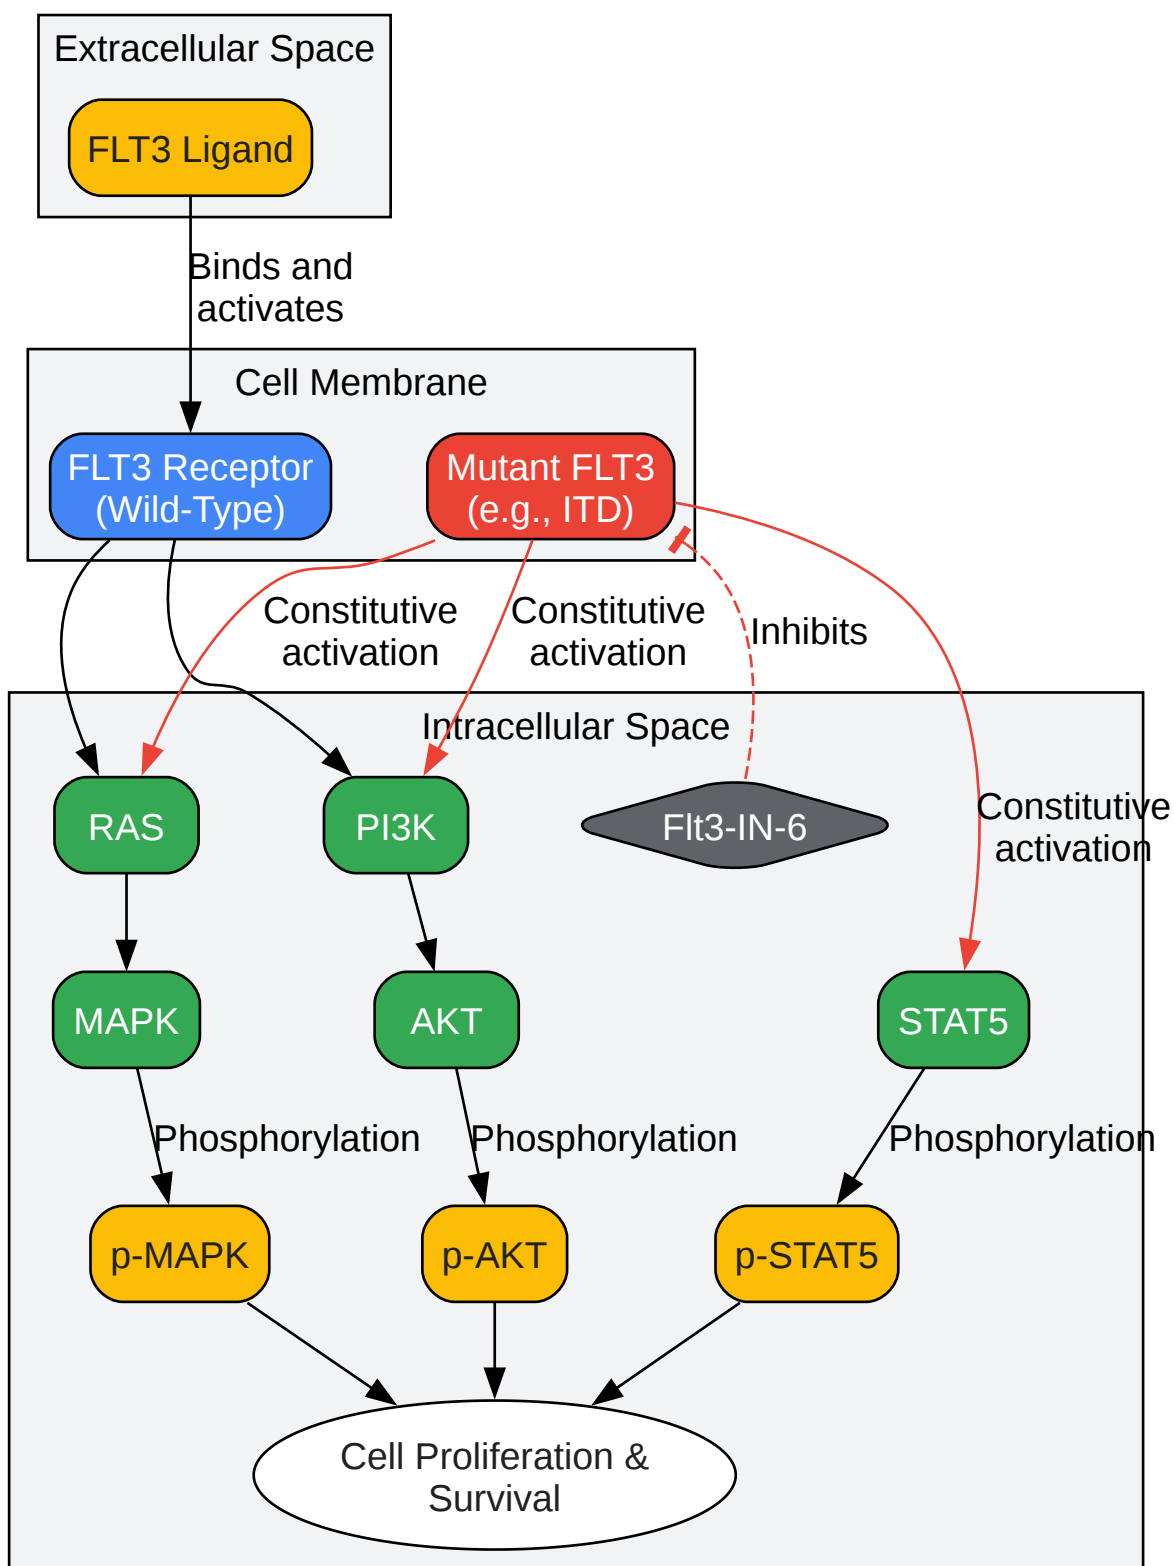 Extracellular Space
FLT3 Ligand
Binds and
activates
Cell Membrane
FLT3 Receptor
(Wild-Type)
Mutant FLT3
(e.g., ITD)
Constitutive
activation
Constitutive
activation
Inhibits
Intracellular Space
RAS
PI3K
Flt3-IN-6
Constitutive
activation
MAPK
AKT
STAT5
Phosphorylation
Phosphorylation
Phosphorylation
p-MAPK
p-AKT
p-STAT5
Cell Proliferation &
Survival